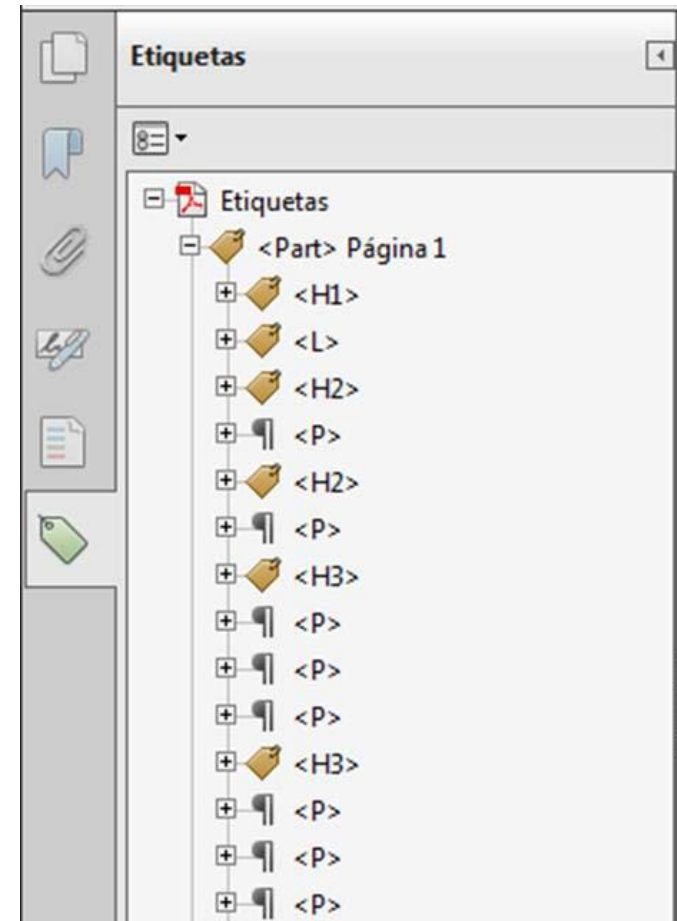 Etiquetas
Etiquetas
<Part> Página 1
<H1>
<L>
<H2>
<P>
<H2>
<P>
<H3>
<P>
<P>
<P>
<H3>
<P>
<P>
<P>